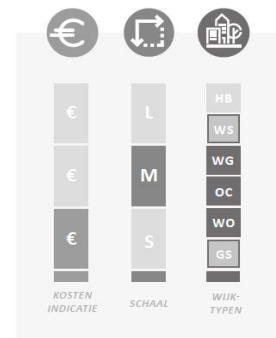 €
€ L HB
WS
€ M WG
OC
€ S WO
GS
KOSTEN
INDICATIE
SCHAAL
WIJK-
TYPEN